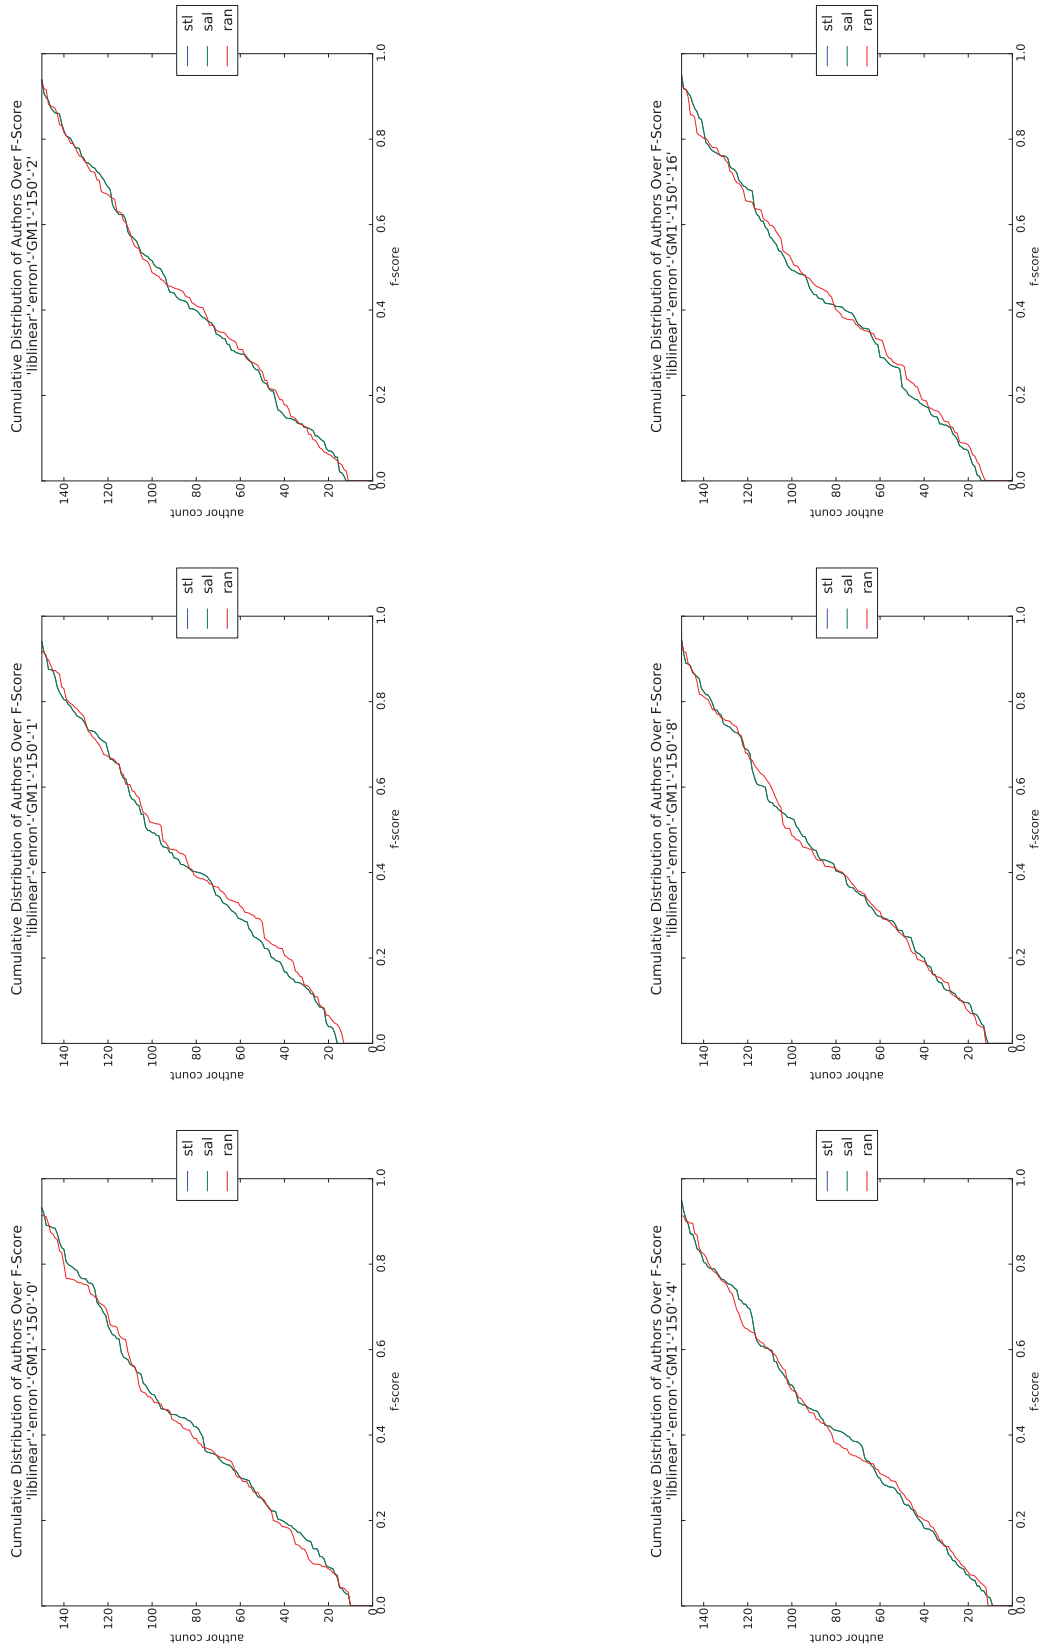 Cumulative Distribution of Authors Over F-Score
'liblinear'-'enron'-'GM1'-'150'-'0'
author count
140
120
100
80
60
40
20
0
0.0 0.2 0.4 0.6 0.8 1.0
f-score
stl
sal
ran
Cumulative Distribution of Authors Over F-Score
'liblinear'-'enron'-'GM1'-'150'-'1'
author count
140
120
100
80
60
40
20
0
0.0 0.2 0.4 0.6 0.8 1.0
f-score
stl
sal
ran
Cumulative Distribution of Authors Over F-Score
'liblinear'-'enron'-'GM1'-'150'-'2'
author count
140
120
100
80
60
40
20
0
0.0 0.2 0.4 0.6 0.8 1.0
f-score
stl
sal
ran
Cumulative Distribution of Authors Over F-Score
'liblinear'-'enron'-'GM1'-'150'-'4'
author count
140
120
100
80
60
40
20
0
0.0 0.2 0.4 0.6 0.8 1.0
f-score
stl
sal
ran
Cumulative Distribution of Authors Over F-Score
'liblinear'-'enron'-'GM1'-'150'-'8'
author count
140
120
100
80
60
40
20
0
0.0 0.2 0.4 0.6 0.8 1.0
f-score
stl
sal
ran
Cumulative Distribution of Authors Over F-Score
'liblinear'-'enron'-'GM1'-'150'-'16'
author count
140
120
100
80
60
40
20
0
0.0 0.2 0.4 0.6 0.8 1.0
f-score
stl
sal
ran